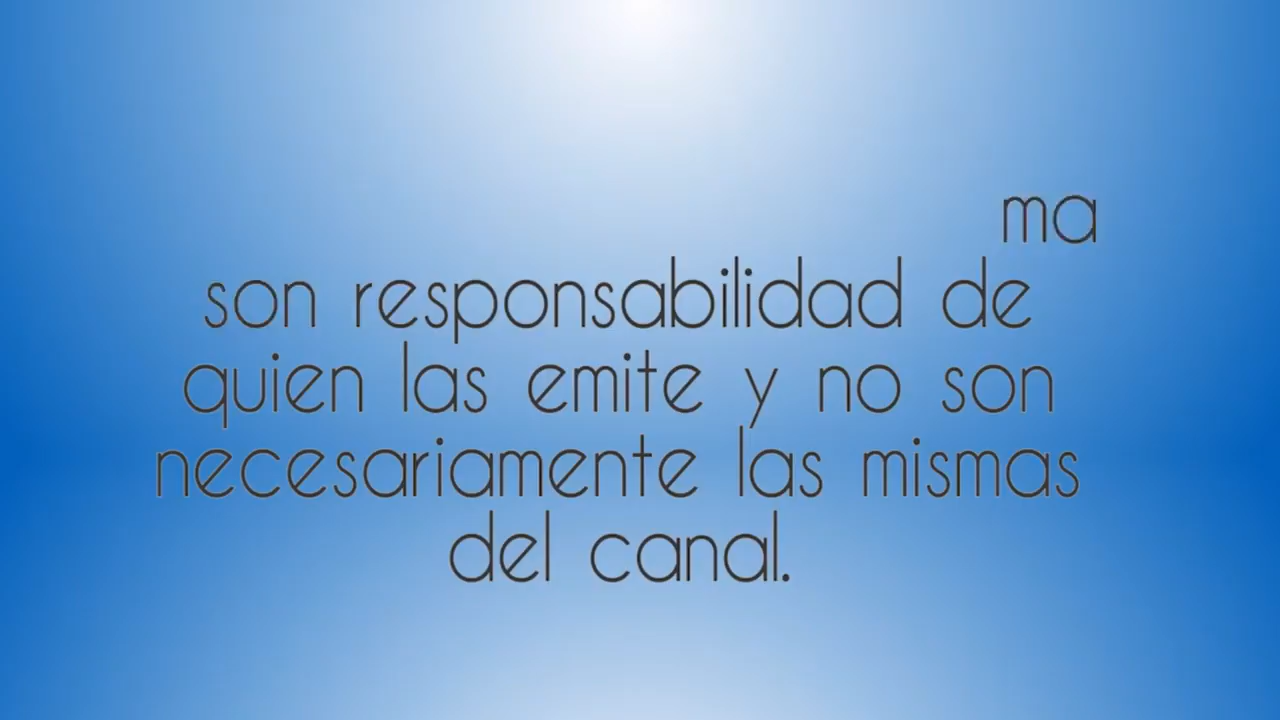 ma
son responsabilidad de
quien las emite y no son
necesariamente las mismas
del canal.